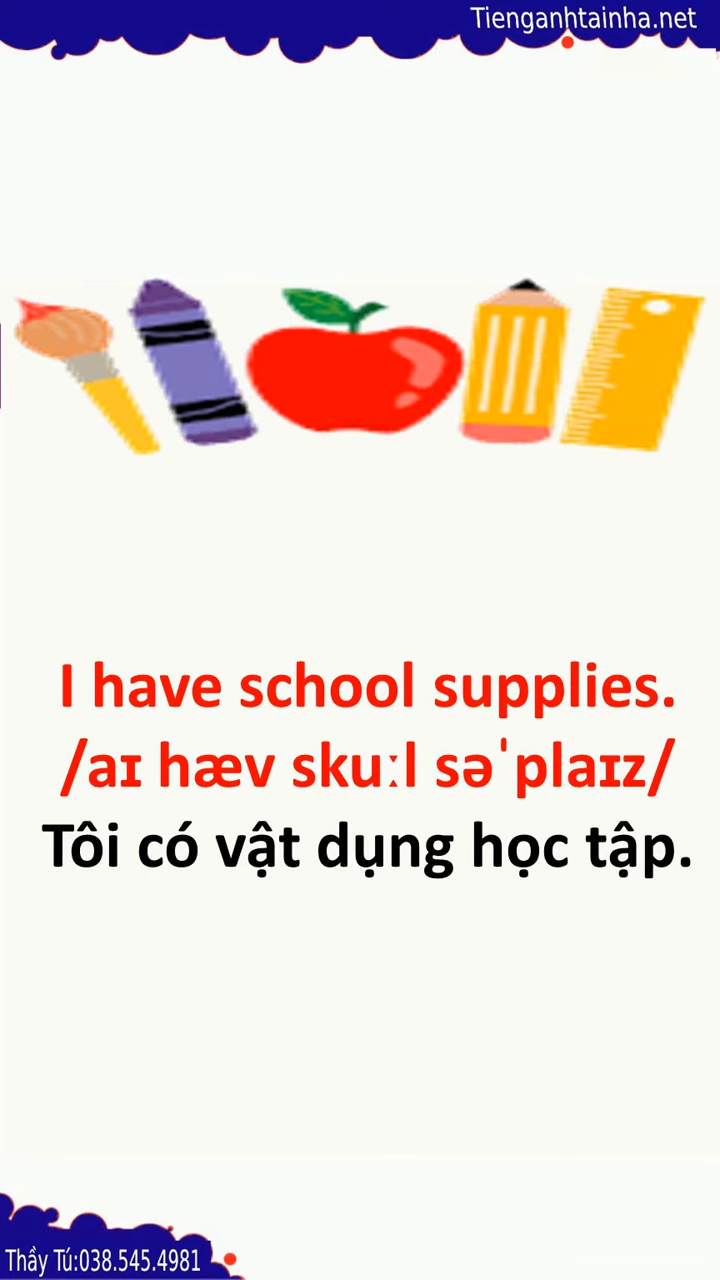 Tienganhtainha.net
I have school supplies.
/aɪ hæv skuːl səˈplaɪz/
Tôi có vật dụng học tập.
Thầy Tú:038.545.4981